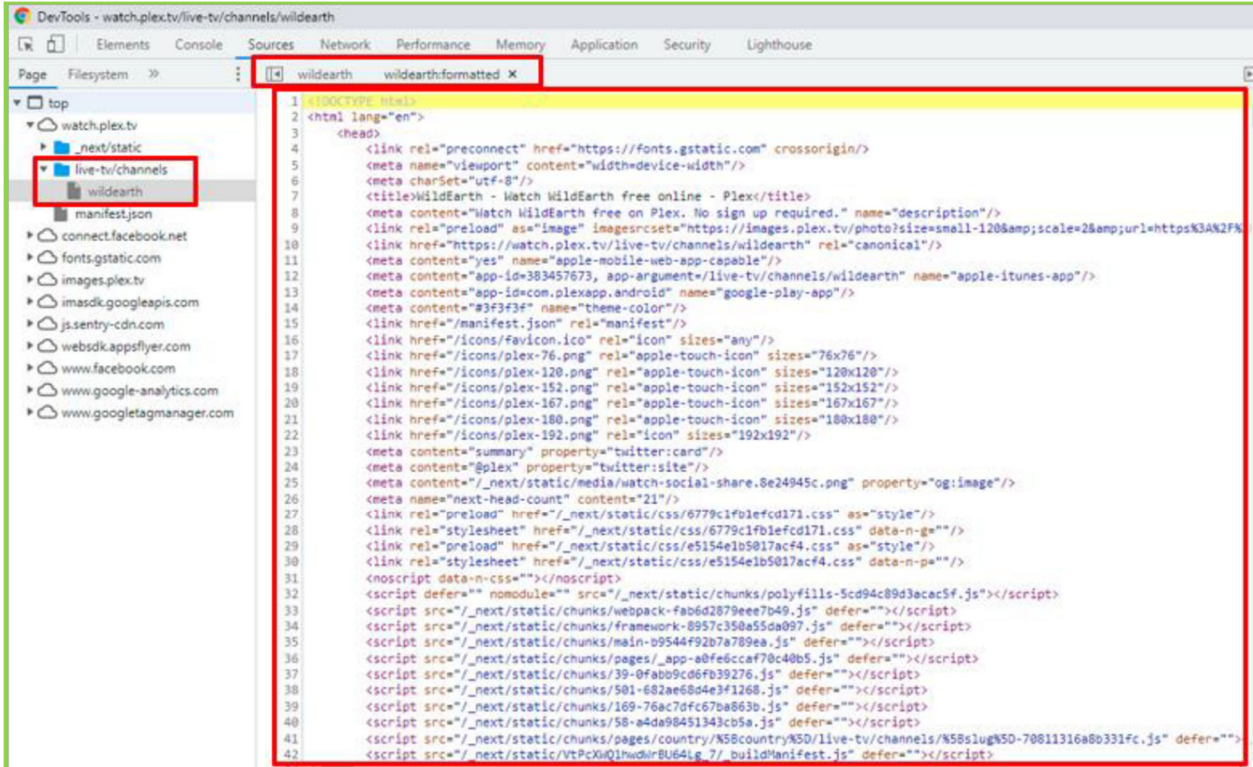 DevTools - watch.plex.tv/live-tv/channels/wildearth
Elements Console Sources Network Performance Memory Application Security Lighthouse
Page Filesystem » wildearth wildearth:formatted ×
top
watch.plex.tv
_next/static
live-tv/channels
wildearth
manifest.json
connect.facebook.net
fonts.gstatic.com
images.plex.tv
imasdk.googleapis.com
js.sentry-cdn.com
websdk.appsflyer.com
www.facebook.com
www.google-analytics.com
www.googletagmanager.com
1 <!DOCTYPE html>
2 <html lang="en">
3 <head>
4 <link rel="preconnect" href="https://fonts.gstatic.com" crossorigin/>
5 <meta name="viewport" content="width=device-width"/>
6 <meta charSet="utf-8"/>
7 <title>WildEarth - Watch WildEarth free online - Plex</title>
8 <meta content="Watch WildEarth free on Plex. No sign up required." name="description"/>
9 <link rel="preload" as="image" imagesrcset="https://images.plex.tv/photo?size=small-120&amp;scale=2&amp;url=https%3A%2F%
10 <link href="https://watch.plex.tv/live-tv/channels/wildearth" rel="canonical"/>
11 <meta content="yes" name="apple-mobile-web-app-capable"/>
12 <meta content="app-id=383457673, app-argument=/live-tv/channels/wildearth" name="apple-itunes-app"/>
13 <meta content="app-id=com.plexapp.android" name="google-play-app"/>
14 <meta content="#3f3f3f" name="theme-color"/>
15 <link href="/manifest.json" rel="manifest"/>
16 <link href="/icons/favicon.ico" rel="icon" sizes="any"/>
17 <link href="/icons/plex-76.png" rel="apple-touch-icon" sizes="76x76"/>
18 <link href="/icons/plex-120.png" rel="apple-touch-icon" sizes="120x120"/>
19 <link href="/icons/plex-152.png" rel="apple-touch-icon" sizes="152x152"/>
20 <link href="/icons/plex-167.png" rel="apple-touch-icon" sizes="167x167"/>
21 <link href="/icons/plex-180.png" rel="apple-touch-icon" sizes="180x180"/>
22 <link href="/icons/plex-192.png" rel="icon" sizes="192x192"/>
23 <meta content="summary" property="twitter:card"/>
24 <meta content="@plex" property="twitter:site"/>
25 <meta content="/_next/static/media/watch-social-share.8e24945c.png" property="og:image"/>
26 <meta name="next-head-count" content="21"/>
27 <link rel="preload" href="/_next/static/css/6779c1fb1efcd171.css" as="style"/>
28 <link rel="stylesheet" href="/_next/static/css/6779c1fb1efcd171.css" data-n-g=""/>
29 <link rel="preload" href="/_next/static/css/e5154e1b5017acf4.css" as="style"/>
30 <link rel="stylesheet" href="/_next/static/css/e5154e1b5017acf4.css" data-n-p=""/>
31 <noscript data-n-css=""></noscript>
32 <script defer="" nomodule="" src="/_next/static/chunks/polyfills-5cd94c89d3acac5f.js"></script>
33 <script src="/_next/static/chunks/webpack-fab6d2879eee7b49.js" defer=""></script>
34 <script src="/_next/static/chunks/framework-8957c350a55da097.js" defer=""></script>
35 <script src="/_next/static/chunks/main-b9544f92b7a789ea.js" defer=""></script>
36 <script src="/_next/static/chunks/pages/_app-a0fe6ccaf70c40b5.js" defer=""></script>
37 <script src="/_next/static/chunks/39-0fabb9cd6fb39276.js" defer=""></script>
38 <script src="/_next/static/chunks/501-682ae68d4e3f1268.js" defer=""></script>
39 <script src="/_next/static/chunks/169-76ac7dfc67ba863b.js" defer=""></script>
40 <script src="/_next/static/chunks/58-a4da98451343cb5a.js" defer=""></script>
41 <script src="/_next/static/chunks/pages/country/%5Bcountry%5D/live-tv/channels/%5Bslug%5D-70811316a8b331fc.js" defer="">
42 <script src="/_next/static/VtPcXWQ1hwdWrBU64Lg_7/_buildManifest.js" defer=""></script>